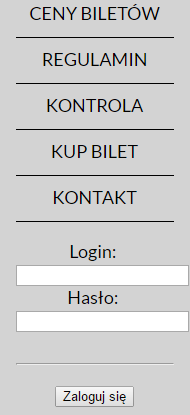 CENY BILETÓW
REGULAMIN
KONTROLA
KUP BILET
KONTAKT
Login:
Hasło:
Zaloguj się